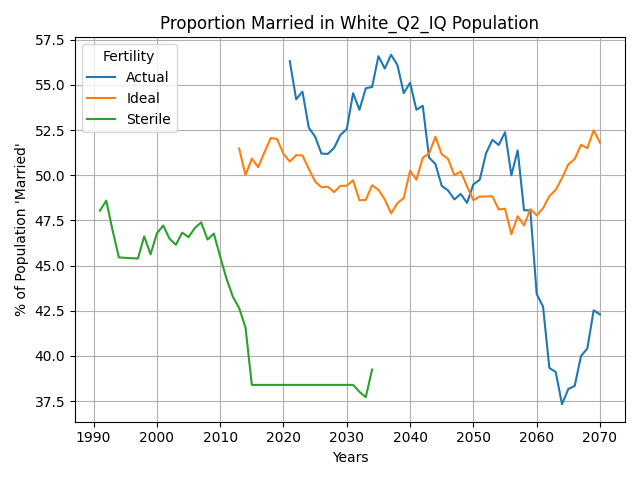 Proportion Married in White_Q2_IQ Population
57.5
55.0
52.5
50.0
47.5
45.0
42.5
40.0
37.5
% of Population 'Married'
Fertility
Actual
Ideal
Sterile
1990 2000 2010 2020 2030 2040 2050 2060 2070
Years